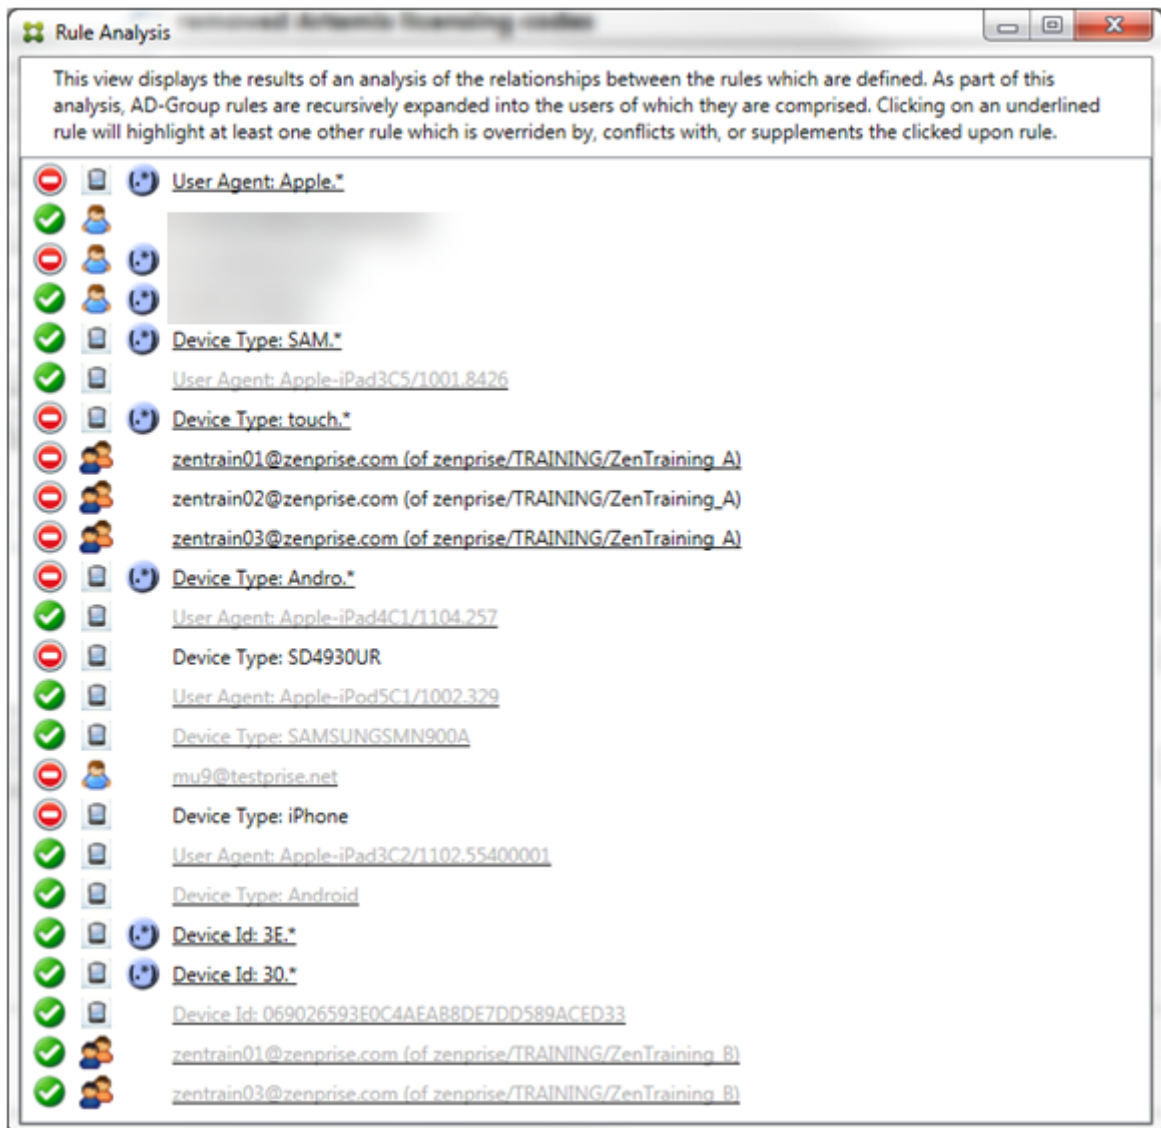 removed Artemis licensing codes
Rule Analysis
This view displays the results of an analysis of the relationships between the rules which are defined. As part of this
analysis, AD-Group rules are recursively expanded into the users of which they are comprised. Clicking on an underlined
rule will highlight at least one other rule which is overriden by, conflicts with, or supplements the clicked upon rule.
(.*) User Agent: Apple.*
(.*)
(.*)
(.*) Device Type: SAM.*
User Agent: Apple-iPad3C5/1001.8426
(.*) Device Type: touch.*
zentrain01@zenprise.com (of zenprise/TRAINING/ZenTraining_A)
zentrain02@zenprise.com (of zenprise/TRAINING/ZenTraining_A)
zentrain03@zenprise.com (of zenprise/TRAINING/ZenTraining_A)
(.*) Device Type: Andro.*
User Agent: Apple-iPad4C1/1104.257
Device Type: SD4930UR
User Agent: Apple-iPod5C1/1002.329
Device Type: SAMSUNGSMN900A
mu9@testprise.net
Device Type: iPhone
User Agent: Apple-iPad3C2/1102.55400001
Device Type: Android
(.*) Device Id: 3E.*
(.*) Device Id: 30.*
Device Id: 069026593E0C4AEAB8DE7DD589ACED33
zentrain01@zenprise.com (of zenprise/TRAINING/ZenTraining_B)
zentrain03@zenprise.com (of zenprise/TRAINING/ZenTraining_B)